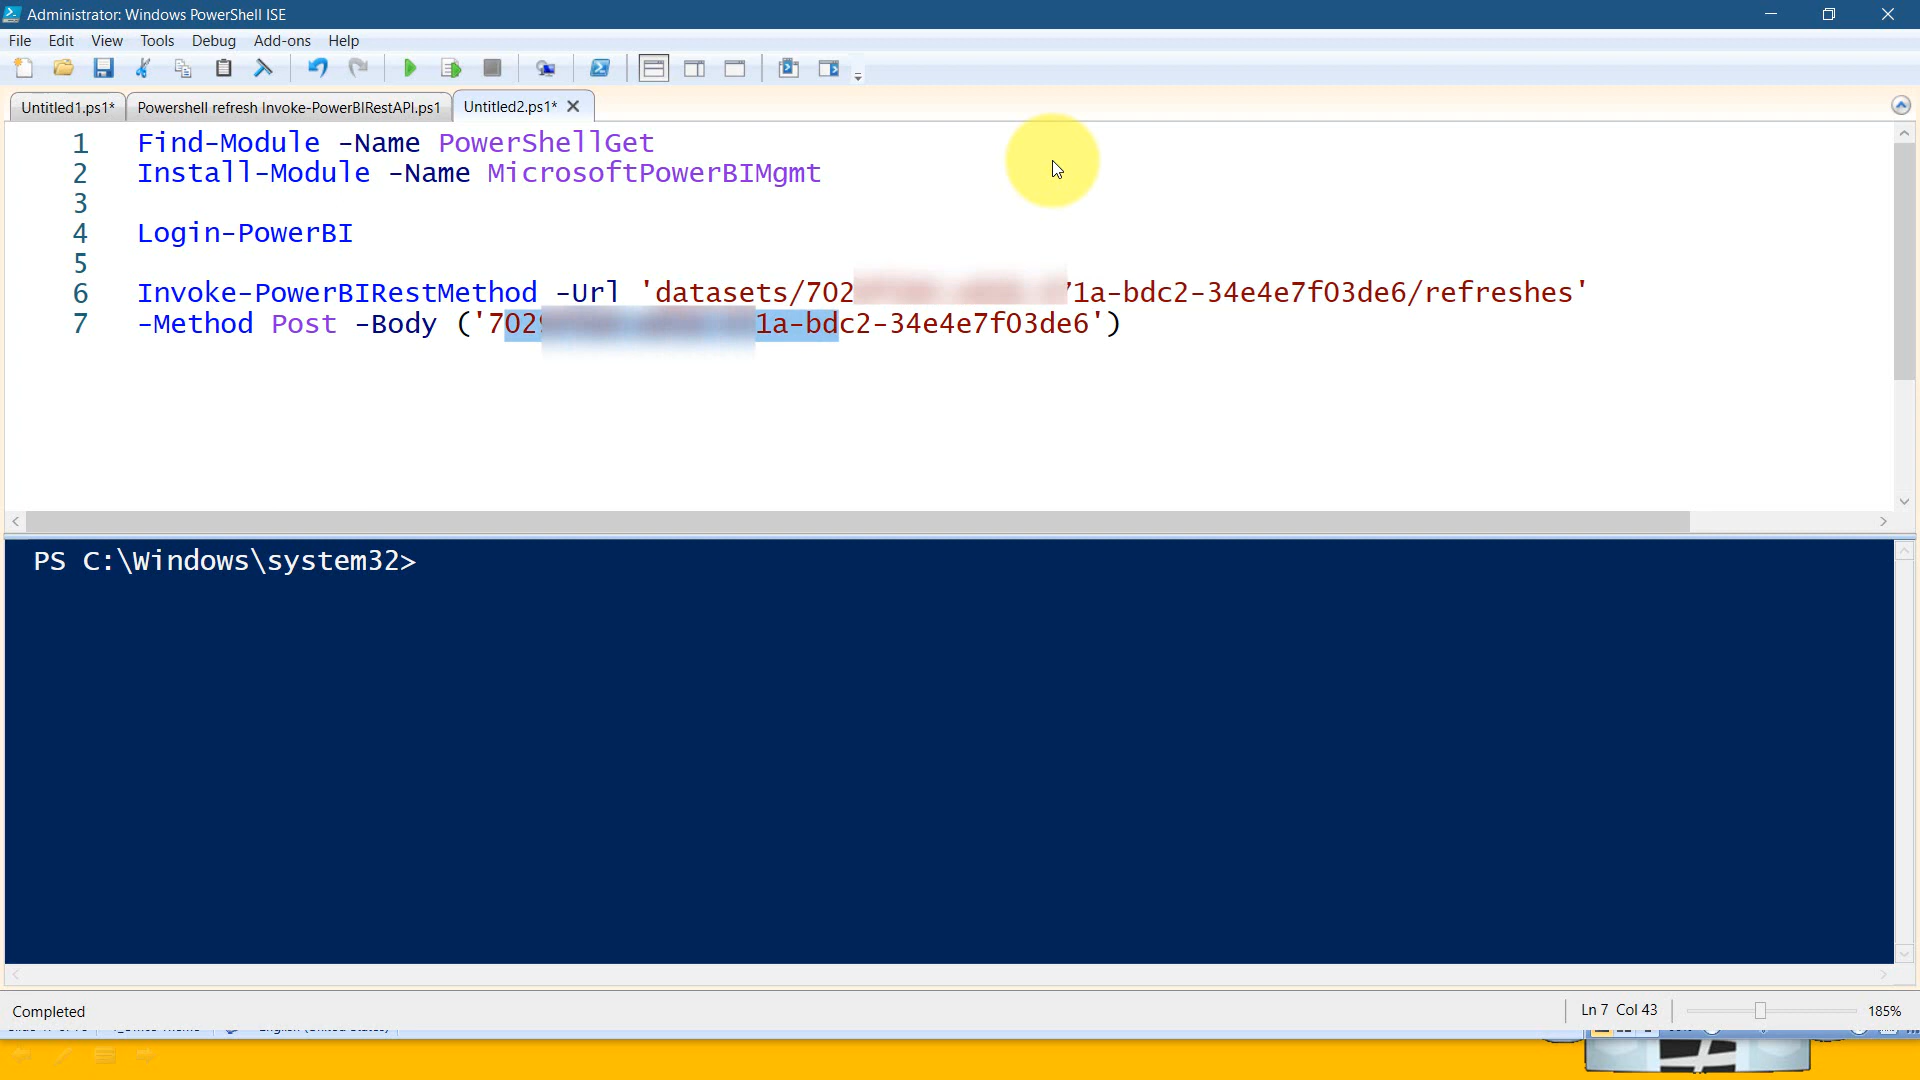 Administrator: Windows PowerShell ISE
File Edit View Tools Debug Add-ons Help
Untitled1.ps1* Powershell refresh Invoke-PowerBIRestAPI.ps1 Untitled2.ps1*
1 Find-Module -Name PowerShellGet
2 Install-Module -Name MicrosoftPowerBIMgmt
3
4 Login-PowerBI
5
6 Invoke-PowerBIRestMethod -Url 'datasets/702 1a-bdc2-34e4e7f03de6/refreshes'
7 -Method Post -Body ('7029 1a-bdc2-34e4e7f03de6')
PS C:\Windows\system32>
Completed
Ln 7 Col 43
185%